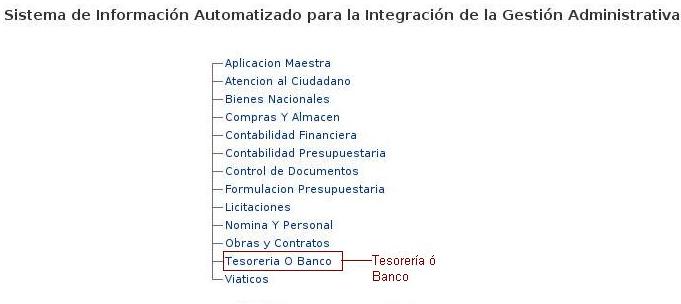 Sistema de Información Automatizado para la Integración de la Gestión Administrativa
Aplicacion Maestra
Atencion al Ciudadano
Bienes Nacionales
Compras Y Almacen
Contabilidad Financiera
Contabilidad Presupuestaria
Control de Documentos
Formulacion Presupuestaria
Licitaciones
Nomina Y Personal
Obras y Contratos
Tesoreria O Banco
Tesorería ó
Banco
Viaticos